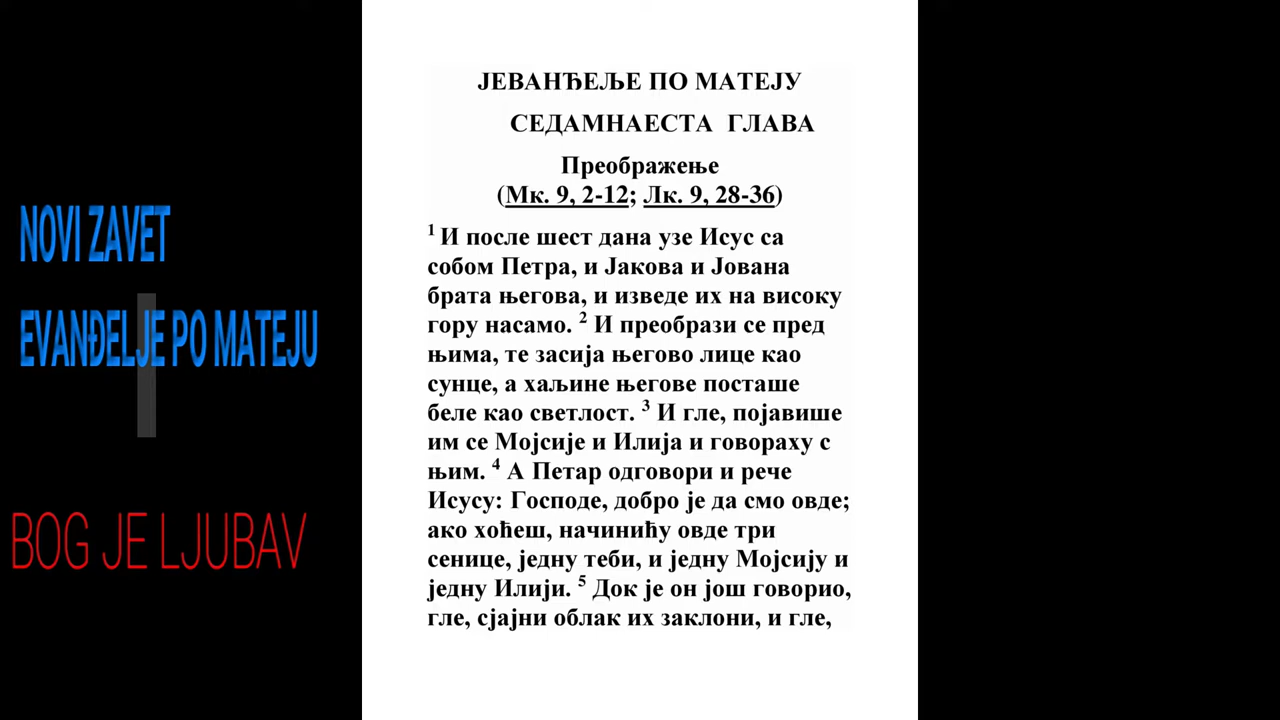 NOVI ZAVET
EVANĐELJE PO MATEJU
BOG JE LJUBAV
ЈЕВАНЂЕЉЕ ПО МАТЕЈУ
СЕДАМНАЕСТА ГЛАВА
Преображење
(Мк. 9, 2-12; Лк. 9, 28-36)
1 И после шест дана узе Исус са
собом Петра, и Јакова и Јована
брата његова, и изведе их на високу
гору насамо. 2 И преобрази се пред
њима, те засија његово лице као
сунце, а хаљине његове посташе
беле као светлост. 3 И гле, појавише
им се Мојсије и Илија и говораху с
њим. 4 А Петар одговори и рече
Исусу: Господе, добро је да смо овде;
ако хоћеш, начинићу овде три
сенице, једну теби, и једну Мојсију и
једну Илији. 5 Док је он још говорио,
гле, сјајни облак их заклони, и гле,